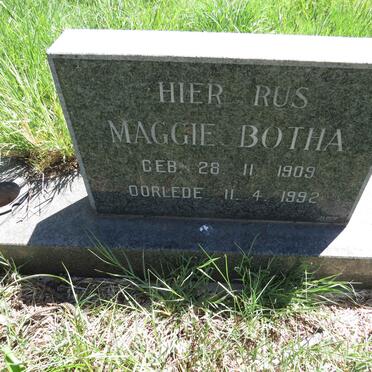 HIER RUS
MAGGIE BOTHA
GEB. 28 11 1909
OORLEDE 11. 4. 1992